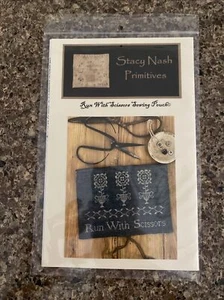 Stacy Nash
Primitives
Run With Scissors Sewing Pouch
Run With Scissors